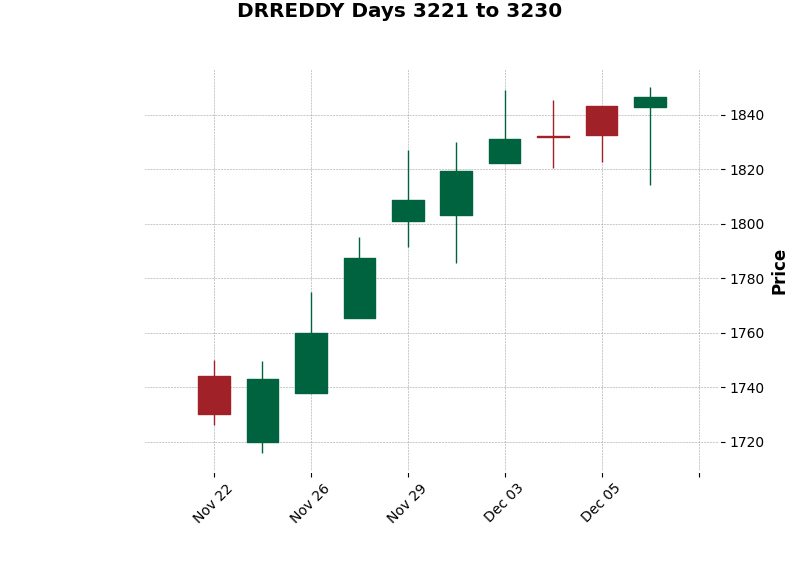 DRREDDY Days 3221 to 3230
1840
1820
1800
1780
1760
1740
1720
Price
Nov 22
Nov 26
Nov 29
Dec 03
Dec 05